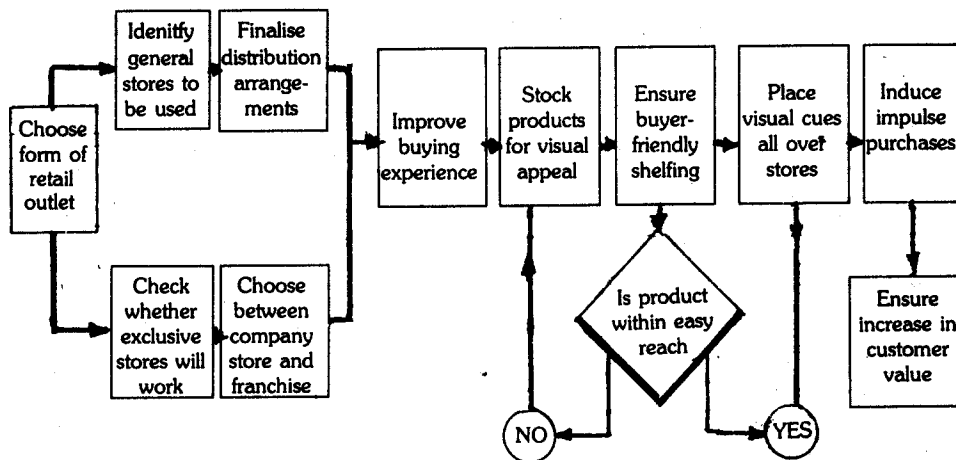 Idenitfy
general
stores to
be used
Finalise
distribution
arrange-
ments
Choose
form of
retail
outlet
Improve
buying
experience
Stock
products
for visual
appeal
Ensure
buyer-
friendly
shelfing
Place
visual cues
all over
stores
Induce
impulse
purchases
Check
whether
exclusive
stores will
work
Choose
between
company
store and
franchise
Is product
within easy
reach
Ensure
increase in
customer
value
NO
YES